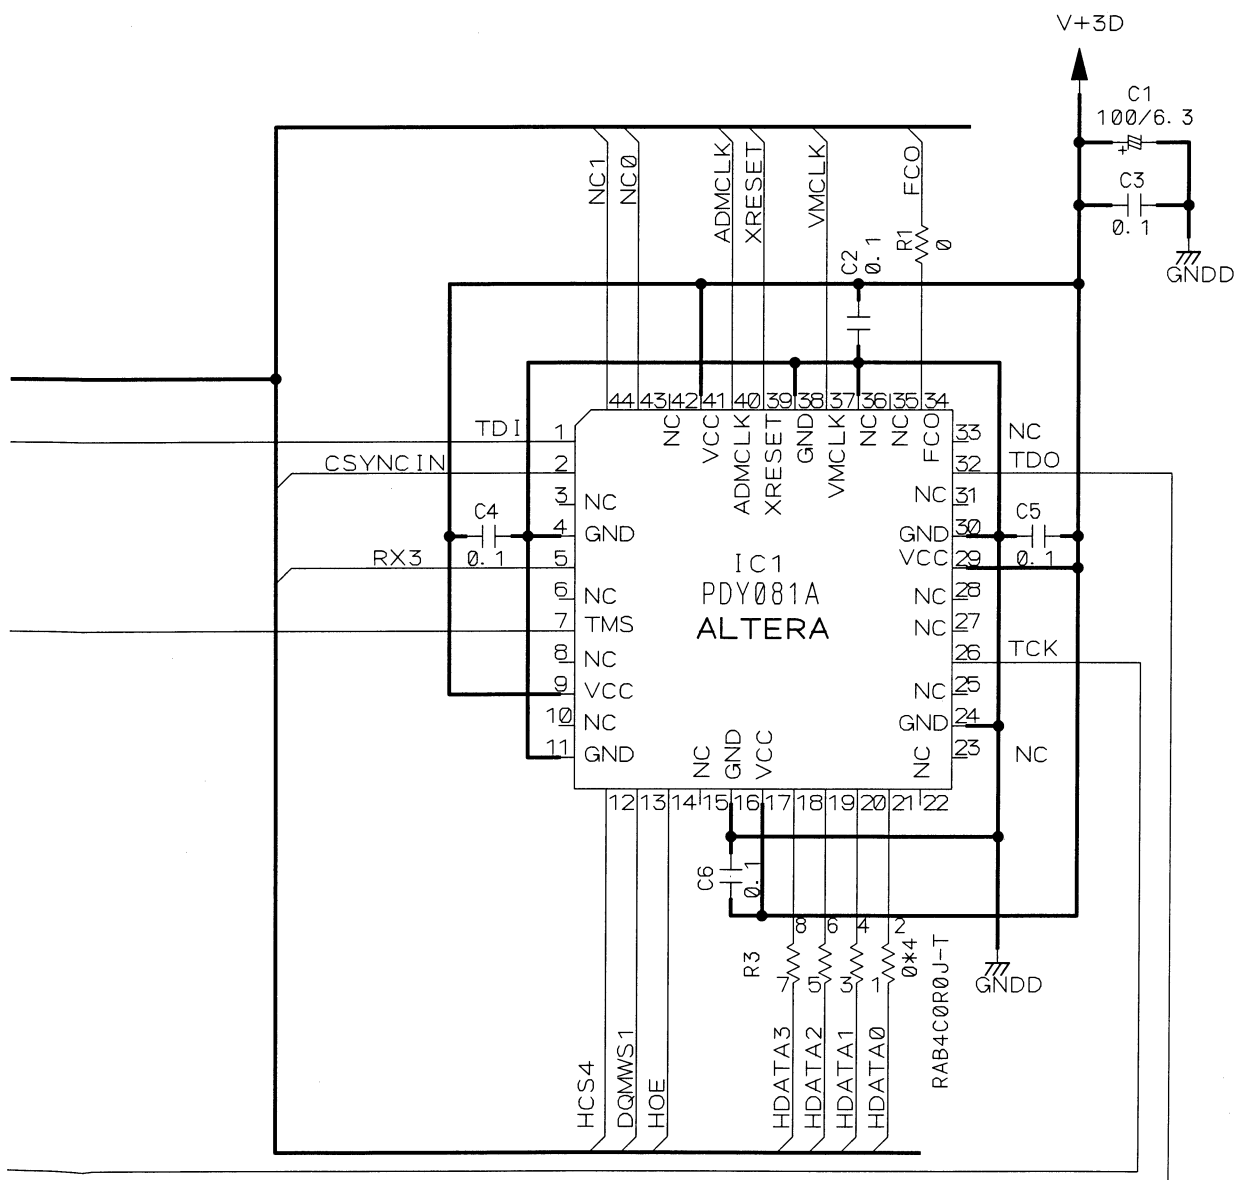 V+3D
C1
100/6.3
+
C3
0.1
GNDD
NC1
NC0
ADMCLK
XRESET
VMCLK
FCO
R1
0
C2
0.1
44
43
42
41
40
39
38
37
36
35
34
NC
VCC
ADMCLK
XRESET
GND
VMCLK
NC
NC
FCO
TDI
1
33
NC
CSYNCIN
2
32
TDO
3
NC
NC
31
C4
0.1
4
GND
GND
30
C5
0.1
RX3
5
VCC
29
IC1
PDY081A
ALTERA
6
NC
NC
28
7
TMS
NC
27
8
NC
26
TCK
9
VCC
NC
25
10
NC
GND
24
11
GND
23
NC
NC
GND
VCC
NC
12
13
14
15
16
17
18
19
20
21
22
C6
0.1
R3
8
6
4
2
7
5
3
1
0*4
RAB4C0R0J-T
GNDD
HCS4
DQMWS1
HOE
HDATA3
HDATA2
HDATA1
HDATA0